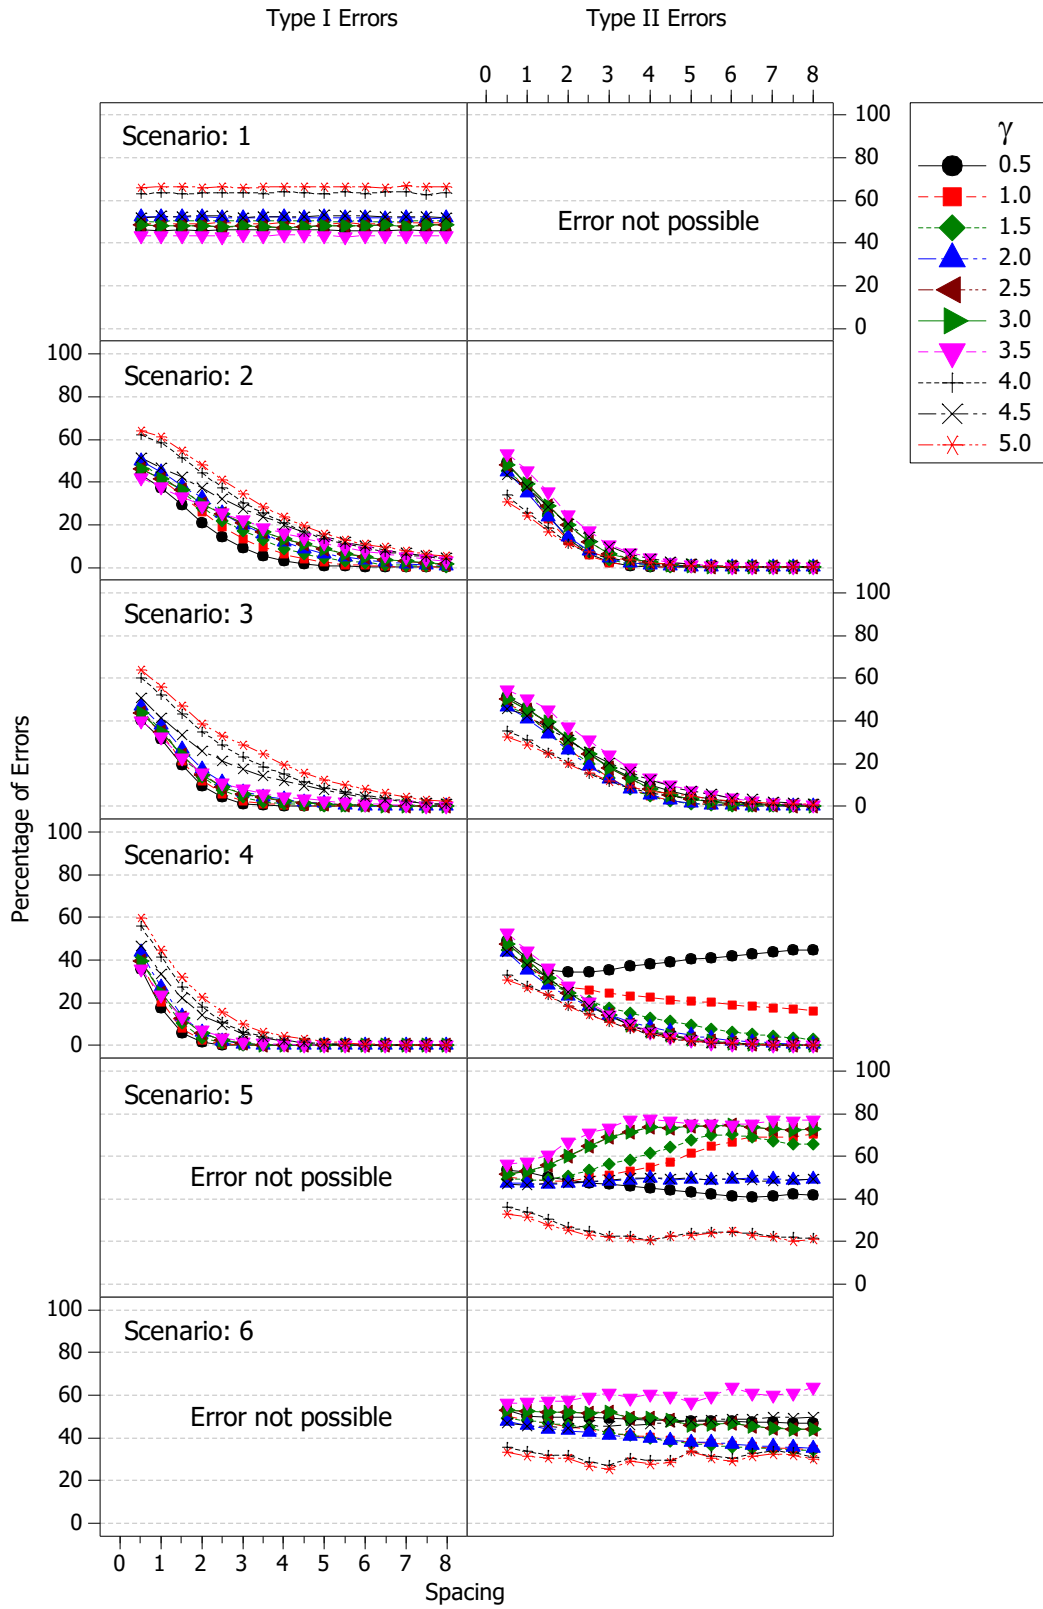 Type I Errors
Type II Errors
0 1 2 3 4 5 6 7 8
Scenario: 1
Error not possible
100
80
60
40
20
0
γ
0.5
1.0
1.5
2.0
2.5
3.0
3.5
4.0
4.5
5.0
100
80
60
40
20
0
Scenario: 2
Scenario: 3
100
80
60
40
20
0
100
80
60
40
20
0
Scenario: 4
Scenario: 5
Error not possible
100
80
60
40
20
0
100
80
60
40
20
0
Scenario: 6
Error not possible
Percentage of Errors
0 1 2 3 4 5 6 7 8
Spacing